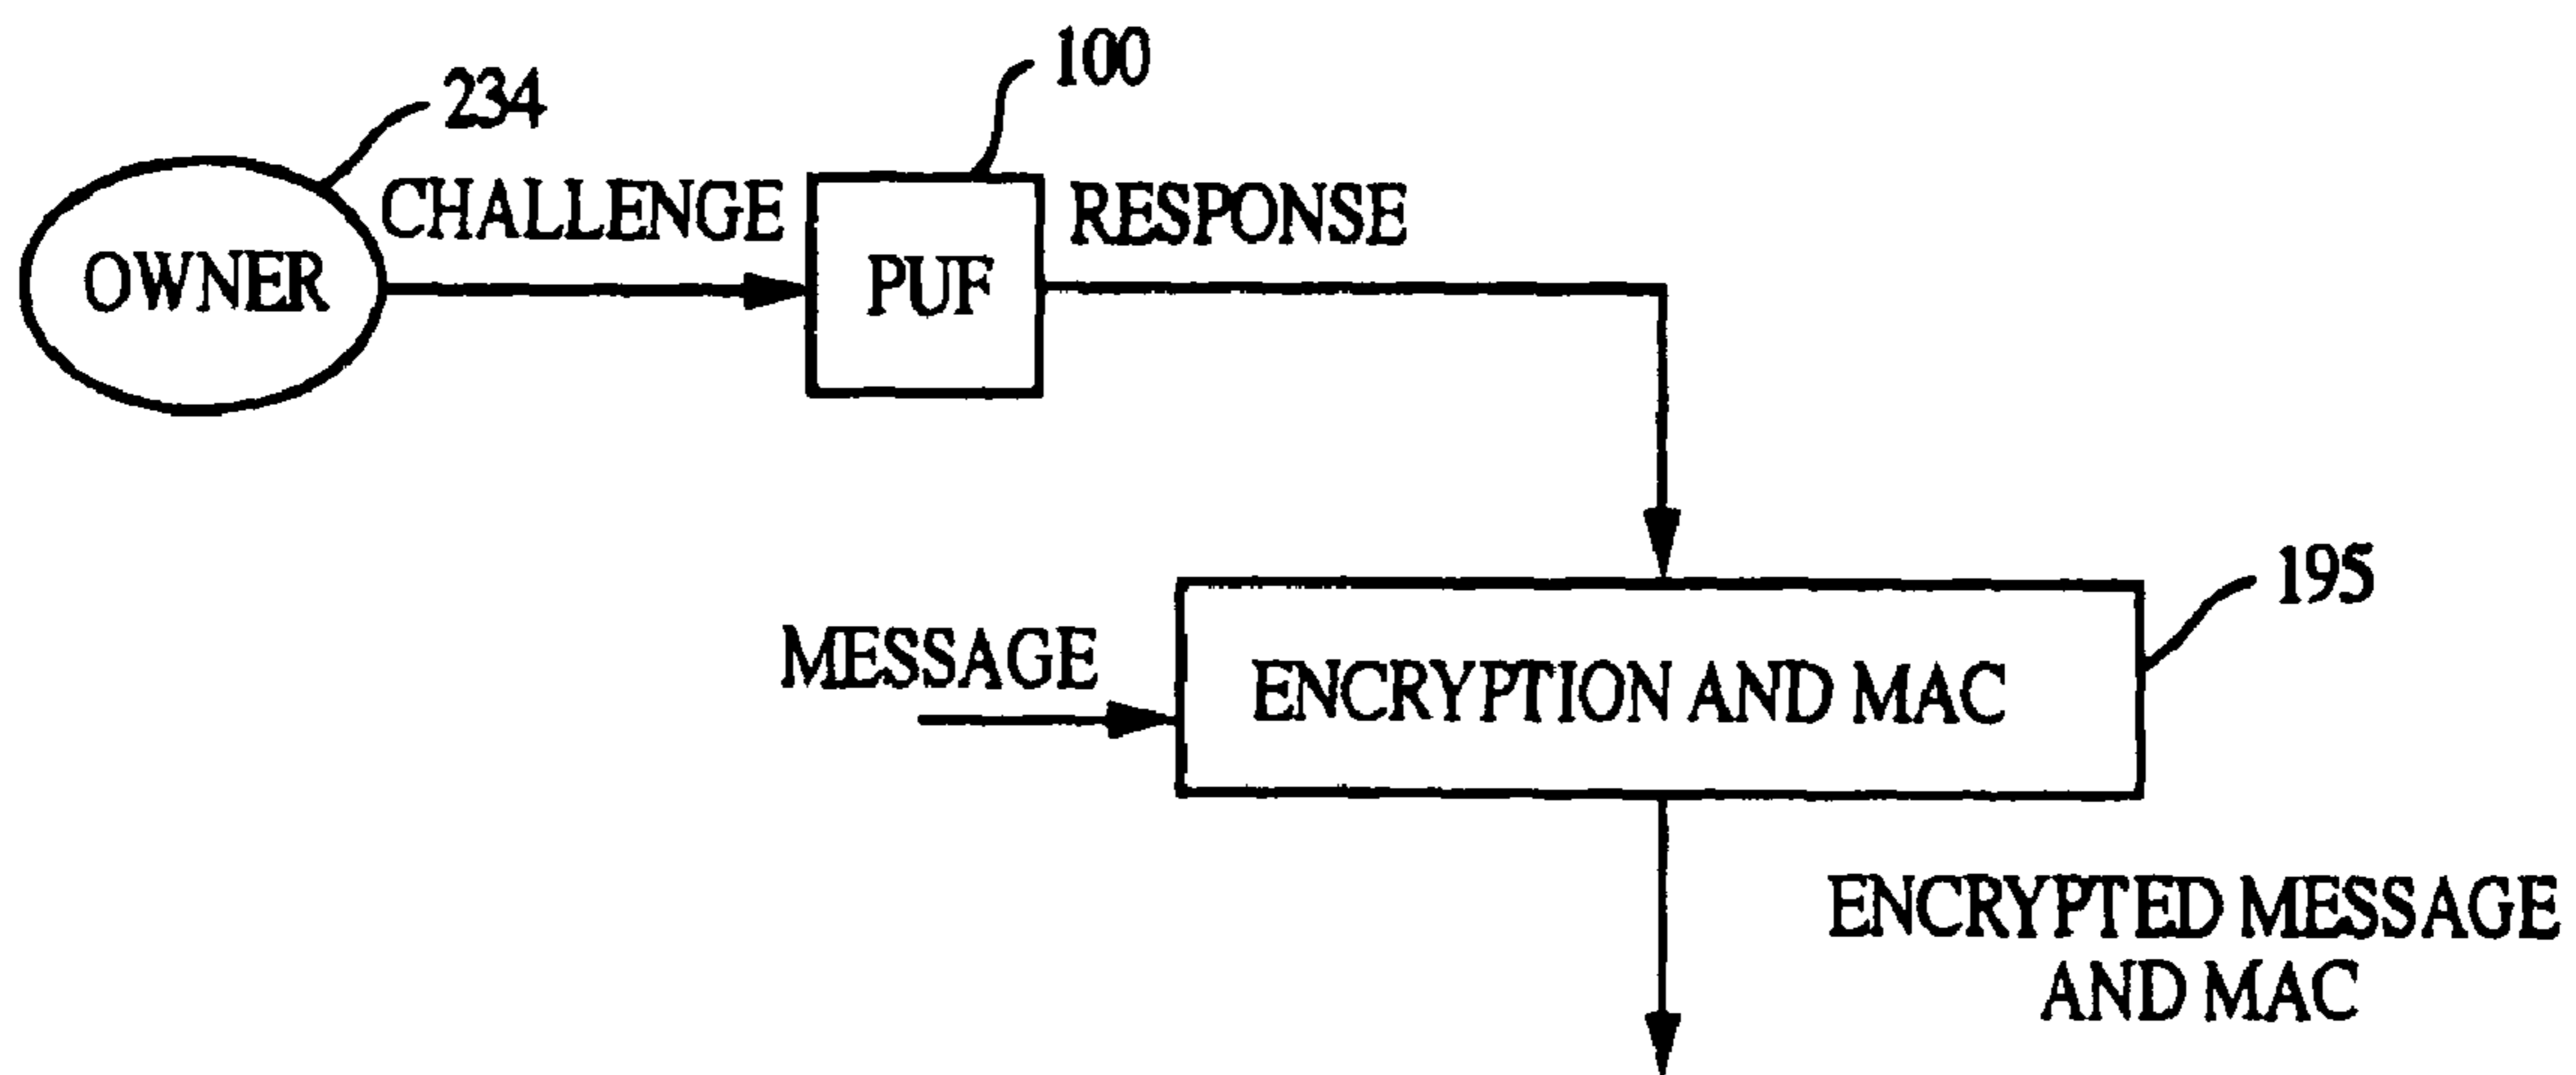 100
234
CHALLENGE
RESPONSE
OWNER
PUF
195
MESSAGE
ENCRYPTION AND MAC
ENCRYPTED MESSAGE
AND MAC